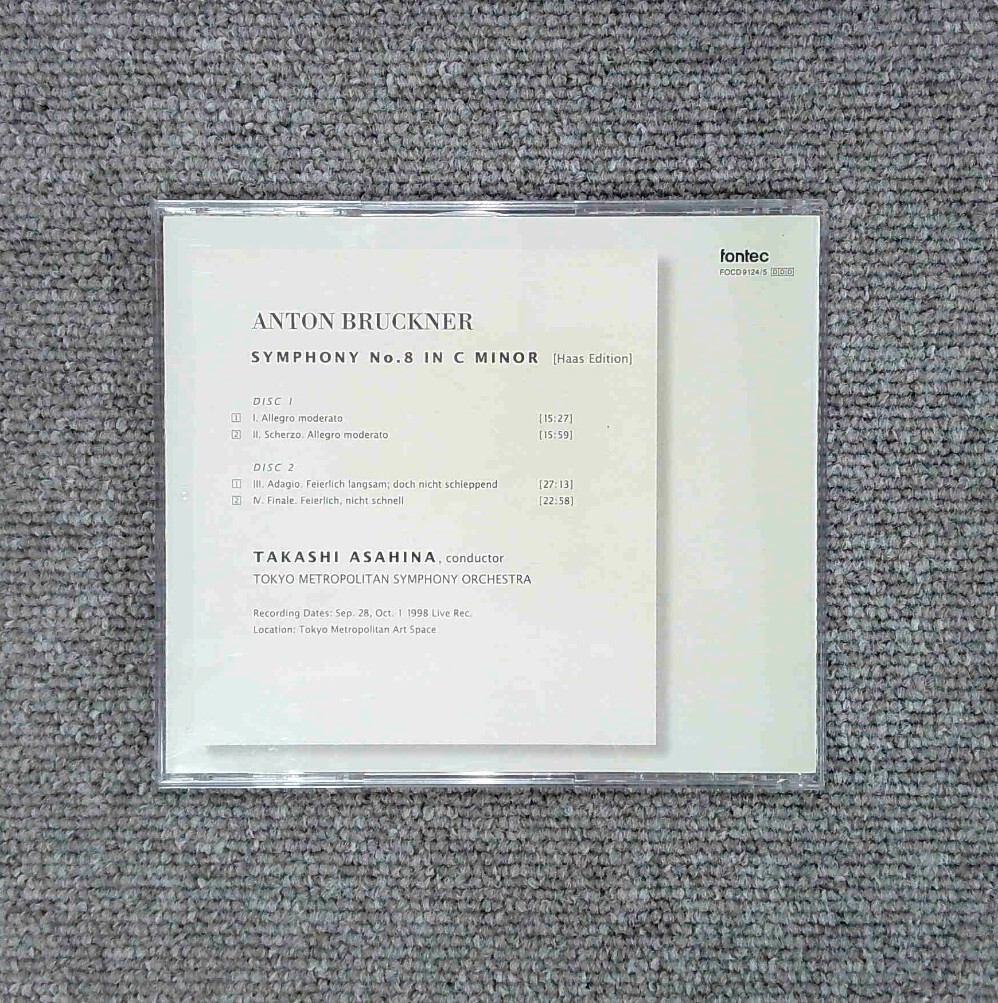 fontec
FOCD9124/5 DDD
ANTON BRUCKNER
SYMPHONY No.8 IN C MINOR [Haas Edition]
DISC 1
1 I. Allegro moderato [15:27]
2 II. Scherzo. Allegro moderato [15:59]
DISC 2
1 III. Adagio. Feierlich langsam; doch nicht schleppend [27:13]
2 IV. Finale. Feierlich, nicht schnell [22:58]
TAKASHI ASAHINA, conductor
TOKYO METROPOLITAN SYMPHONY ORCHESTRA
Recording Dates: Sep. 28, Oct. 1 1998 Live Rec.
Location: Tokyo Metropolitan Art Space